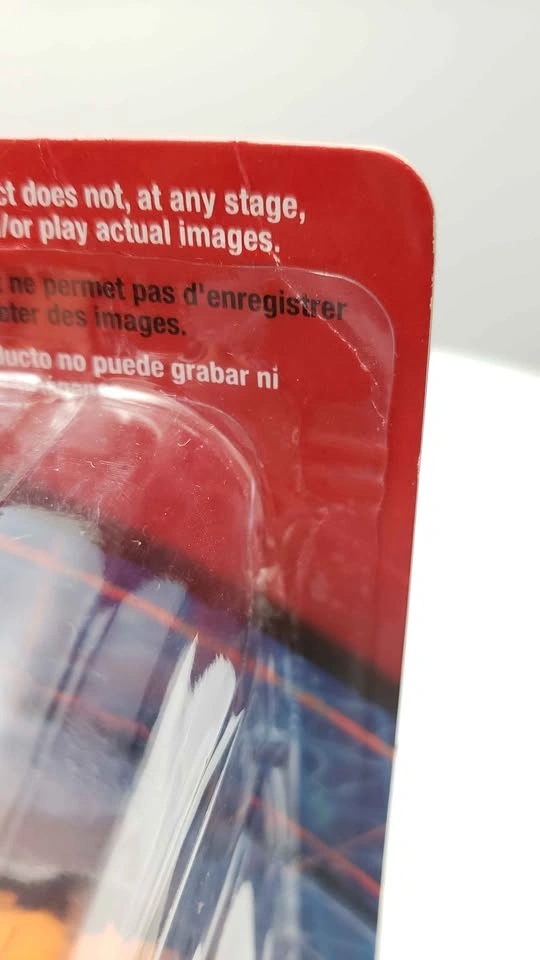 ct does not, at any stage,
/or play actual images.
ne permet pas d'enregistrer
eter des images.
ducto no puede grabar ni